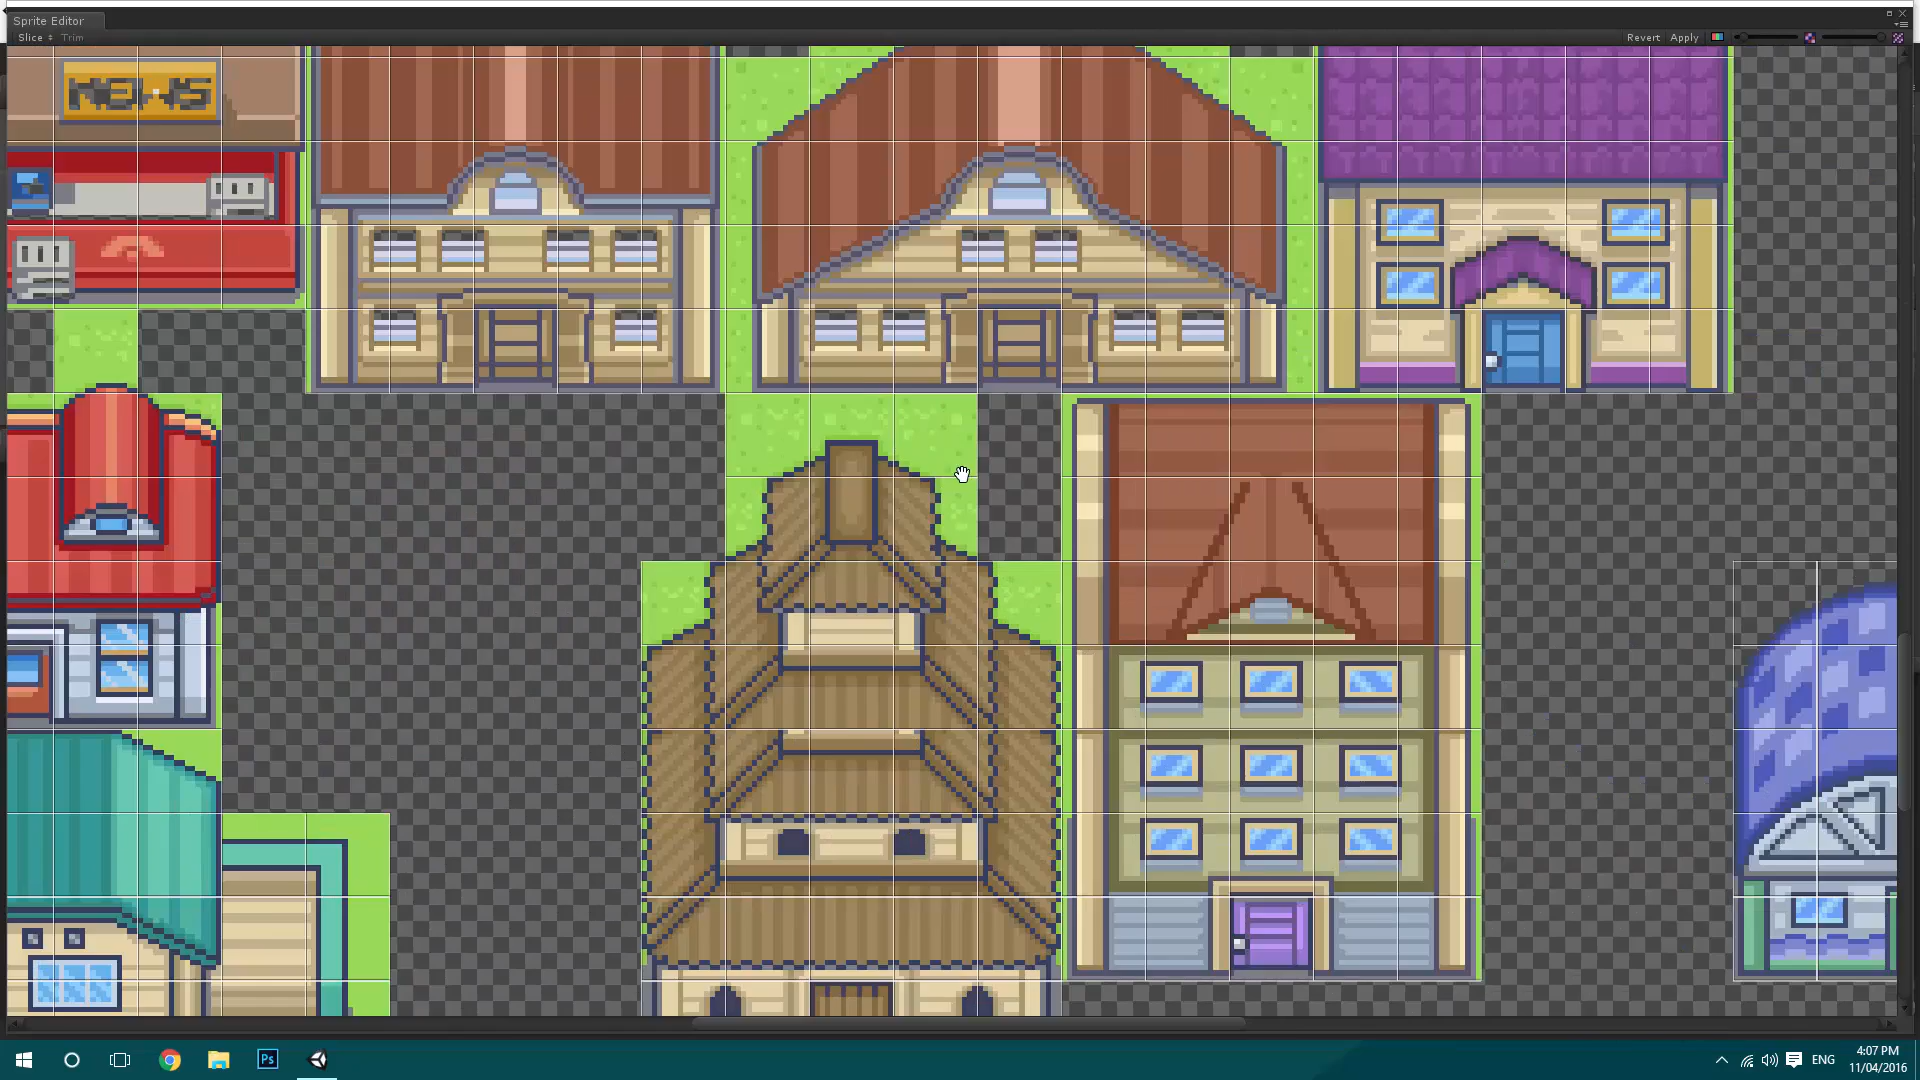 Sprite Editor
Slice
Trim
Revert
Apply
NEWS
Ps
ENG
4:07 PM
11/04/2016